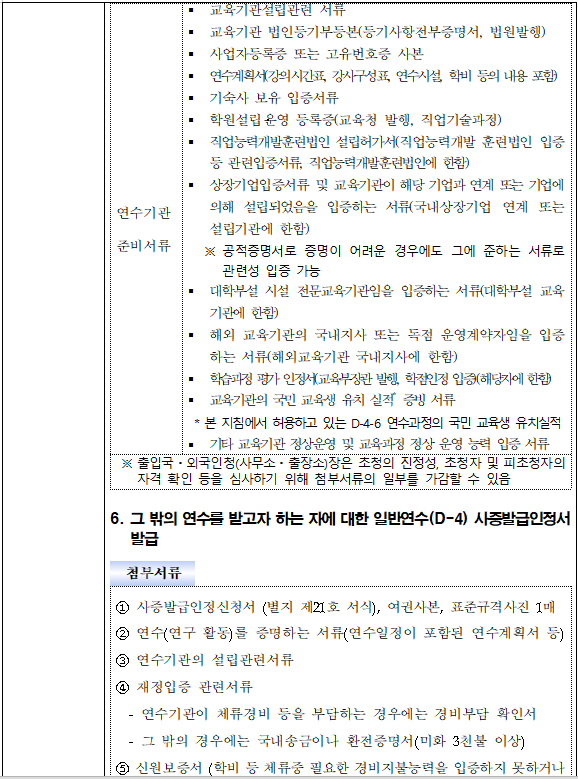 ▪ 교육기관설립관련 서류
▪ 교육기관 법인등기부등본(등기사항전부증명서, 법원발행)
▪ 사업자등록증 또는 고유번호증 사본
▪ 연수계획서(강의시간표, 강사구성표, 연수시설, 학비 등의 내용 포함)
▪ 기숙사 보유 입증서류
▪ 학원설립운영 등록증(교육청 발행, 직업기술과정)
▪ 직업능력개발훈련법인 설립허가서(직업능력개발 훈련법인 입증
등 관련입증서류, 직업능력개발훈련법인에 한함)
▪ 상장기업입증서류 및 교육기관이 해당 기업과 연계 또는 기업에
의해 설립되었음을 입증하는 서류(국내상장기업 연계 또는
설립기관에 한함)
연수기관
준비서류
※ 공적증명서로 증명이 어려운 경우에도 그에 준하는 서류로
관련성 입증 가능
▪ 대학부설 시설 전문교육기관임을 입증하는 서류(대학부설 교육
기관에 한함)
▪ 해외 교육기관의 국내지사 또는 독점 운영계약자임을 입증
하는 서류(해외교육기관 국내지사에 한함)
▪ 학습과정 평가 인정서(교육부장관 발행, 학점인정 입증)(해당자에 한함)
▪ 교육기관의 국민 교육생 유치 실적* 증빙 서류
* 본 지침에서 허용하고 있는 D-4-6 연수과정의 국민 교육생 유치실적
▪ 기타 교육기관 정상운영 및 교육과정 정상 운영 능력 입증 서류
※ 출입국・외국인청(사무소・출장소)장은 초청의 진정성, 초청자 및 피초청자의
자격 확인 등을 심사하기 위해 첨부서류의 일부를 가감할 수 있음
6. 그 밖의 연수를 받고자 하는 자에 대한 일반연수(D-4) 사증발급인정서
발급
첨부서류
① 사증발급인정신청서 (별지 제21호 서식), 여권사본, 표준규격사진 1매
② 연수(연구 활동)를 증명하는 서류(연수일정이 포함된 연수계획서 등)
③ 연수기관의 설립관련서류
④ 재정입증 관련서류
- 연수기관이 체류경비 등을 부담하는 경우에는 경비부담 확인서
- 그 밖의 경우에는 국내송금이나 환전증명서(미화 3천불 이상)
⑤ 신원보증서 (학비 등 체류중 필요한 경비지불능력을 입증하지 못하거나